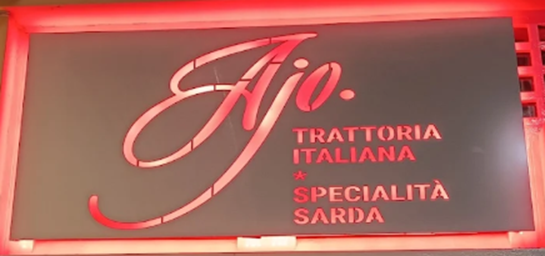 Ajo.
TRATTORIA
ITALIANA
*
SPECIALITÀ
SARDA